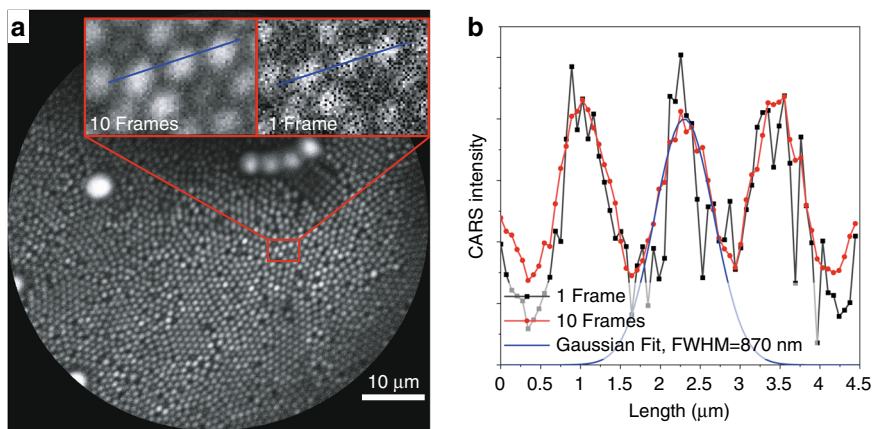 a
10 Frames
1 Frame
10 μm
b
CARS intensity
1 Frame
10 Frames
Gaussian Fit, FWHM=870 nm
0 0.5 1 1.5 2 2.5 3 3.5 4 4.5
Length (μm)